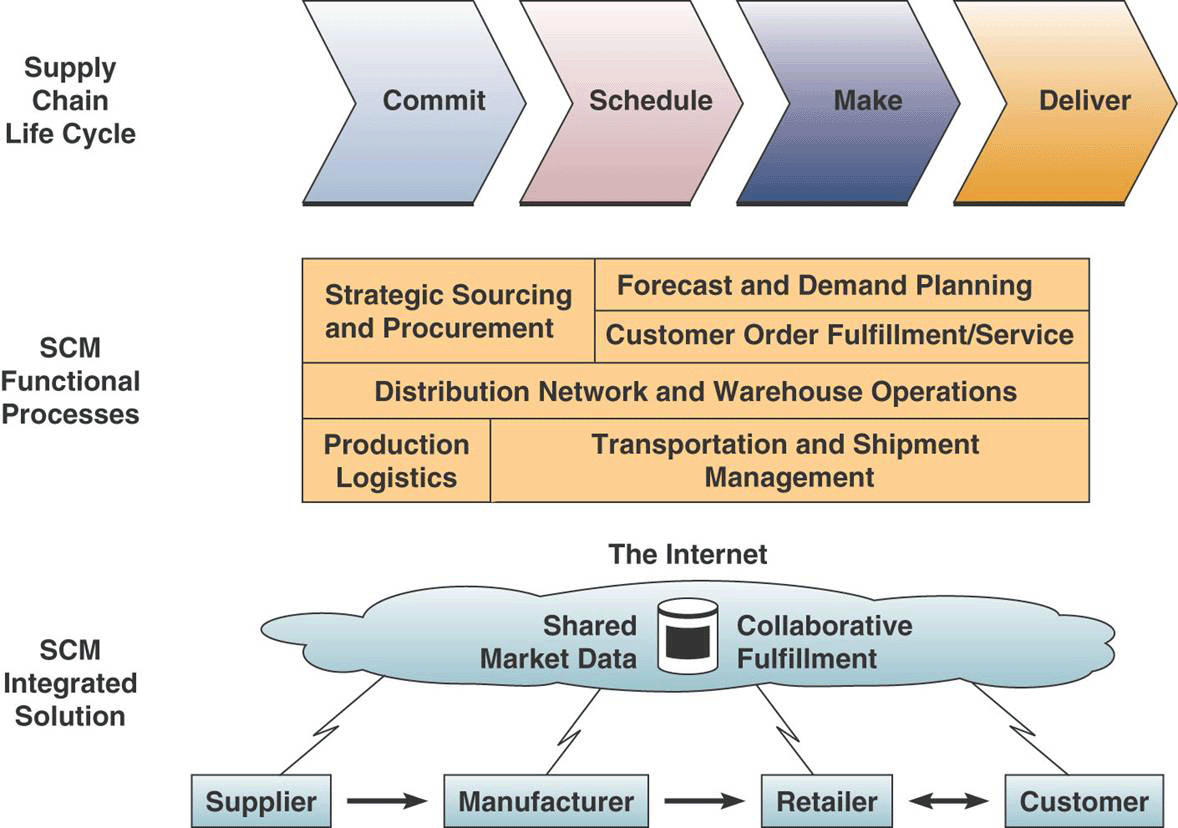 Supply
Chain
Life Cycle
Commit
Schedule
Make
Deliver
SCM
Functional
Processes
Strategic Sourcing
and Procurement
Forecast and Demand Planning
Customer Order Fulfillment/Service
Distribution Network and Warehouse Operations
Production
Logistics
Transportation and Shipment
Management
SCM
Integrated
Solution
The Internet
Shared
Market Data
Collaborative
Fulfillment
Supplier
Manufacturer
Retailer
Customer